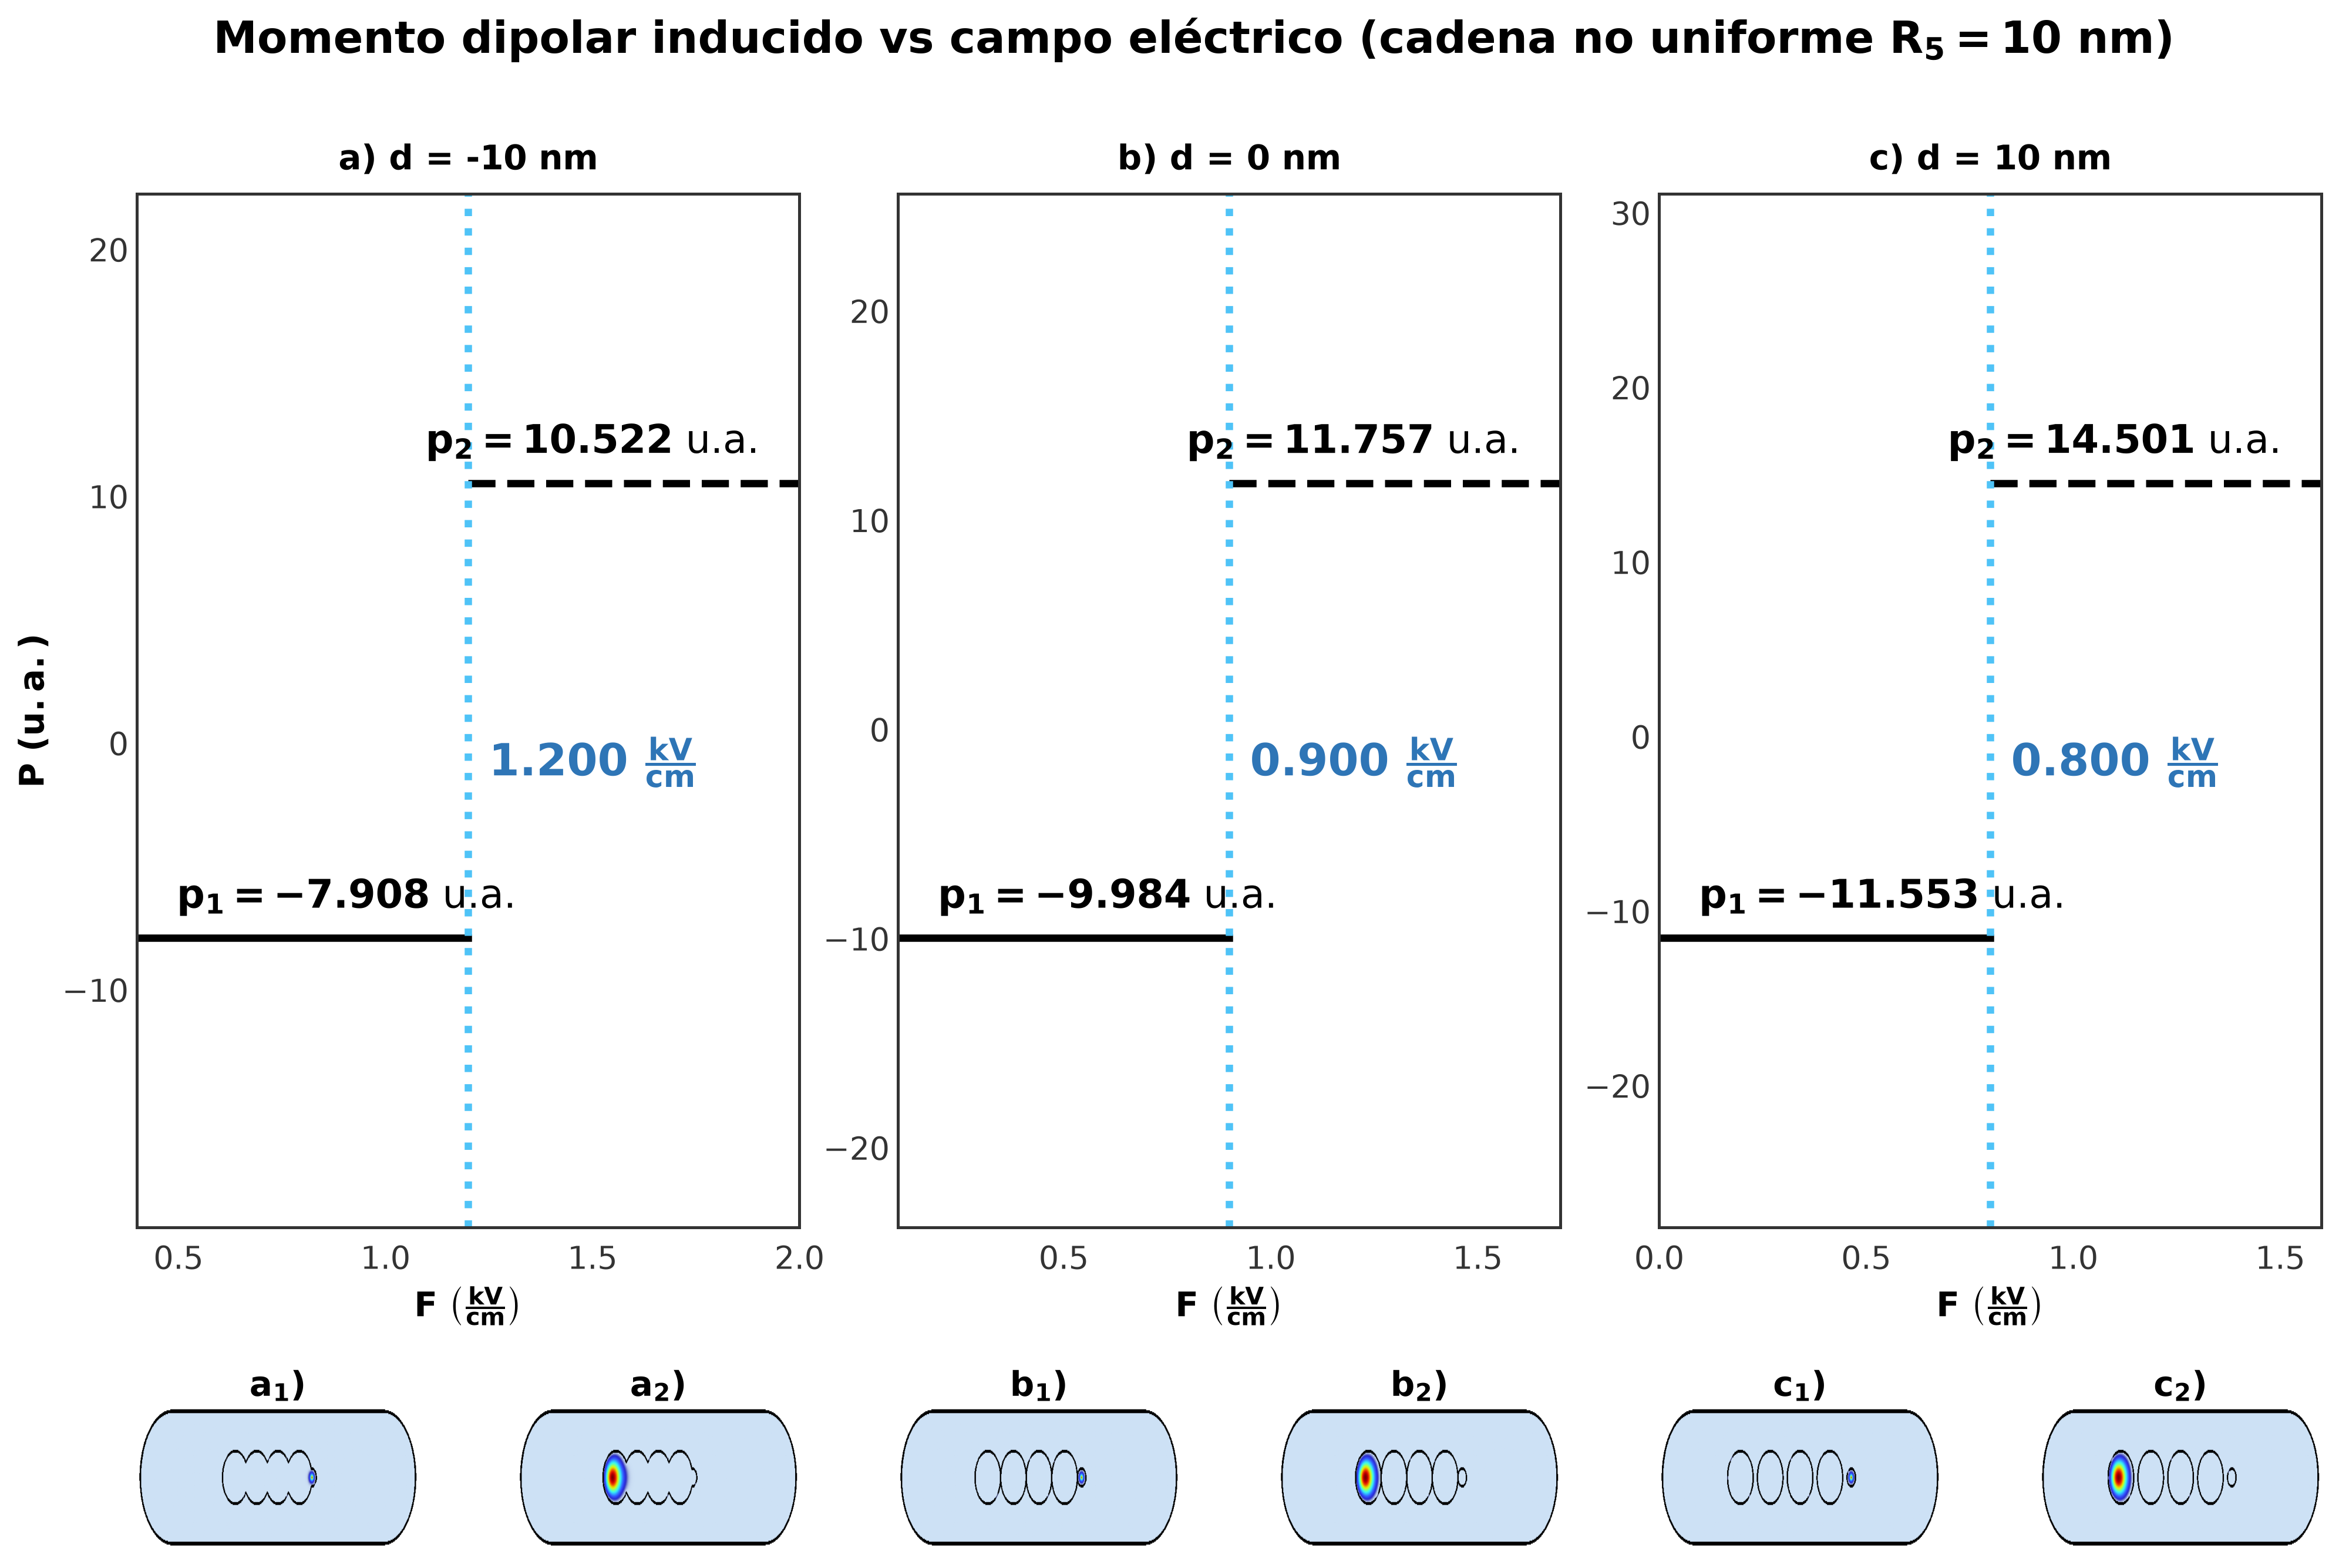 Momento dipolar inducido vs campo eléctrico (cadena no uniforme R₅ = 10 nm)
a) d = -10 nm
b) d = 0 nm
c) d = 10 nm
P (u.a.)
20
10
0
−10
p₂ = 10.522 u.a.
1.200 kV/cm
p₁ = −7.908 u.a.
0.5 1.0 1.5 2.0
F (kV/cm)
20
10
0
−10
−20
p₂ = 11.757 u.a.
0.900 kV/cm
p₁ = −9.984 u.a.
0.5 1.0 1.5
F (kV/cm)
30
20
10
0
−10
−20
p₂ = 14.501 u.a.
0.800 kV/cm
p₁ = −11.553 u.a.
0.0 0.5 1.0 1.5
F (kV/cm)
a₁)
a₂)
b₁)
b₂)
c₁)
c₂)